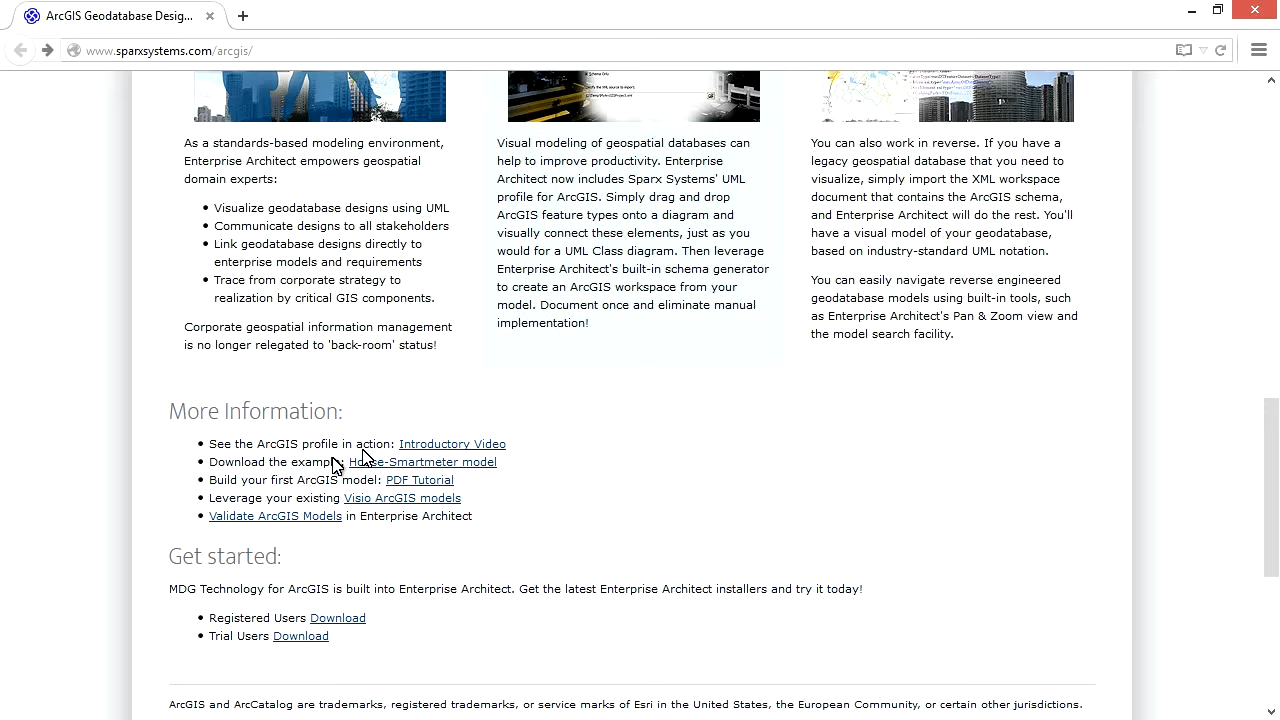 ArcGIS Geodatabase Desig...
www.sparxsystems.com/arcgis/
As a standards-based modeling environment,
Enterprise Architect empowers geospatial
domain experts:
• Visualize geodatabase designs using UML
• Communicate designs to all stakeholders
• Link geodatabase designs directly to
enterprise models and requirements
• Trace from corporate strategy to
realization by critical GIS components.
Corporate geospatial information management
is no longer relegated to 'back-room' status!
Visual modeling of geospatial databases can
help to improve productivity. Enterprise
Architect now includes Sparx Systems' UML
profile for ArcGIS. Simply drag and drop
ArcGIS feature types onto a diagram and
visually connect these elements, just as you
would for a UML Class diagram. Then leverage
Enterprise Architect's built-in schema generator
to create an ArcGIS workspace from your
model. Document once and eliminate manual
implementation!
You can also work in reverse. If you have a
legacy geospatial database that you need to
visualize, simply import the XML workspace
document that contains the ArcGIS schema,
and Enterprise Architect will do the rest. You'll
have a visual model of your geodatabase,
based on industry-standard UML notation.
You can easily navigate reverse engineered
geodatabase models using built-in tools, such
as Enterprise Architect's Pan & Zoom view and
the model search facility.
More Information:
• See the ArcGIS profile in action: Introductory Video
• Download the example: House-Smartmeter model
• Build your first ArcGIS model: PDF Tutorial
• Leverage your existing Visio ArcGIS models
• Validate ArcGIS Models in Enterprise Architect
Get started:
MDG Technology for ArcGIS is built into Enterprise Architect. Get the latest Enterprise Architect installers and try it today!
• Registered Users Download
• Trial Users Download
ArcGIS and ArcCatalog are trademarks, registered trademarks, or service marks of Esri in the United States, the European Community, or certain other jurisdictions.